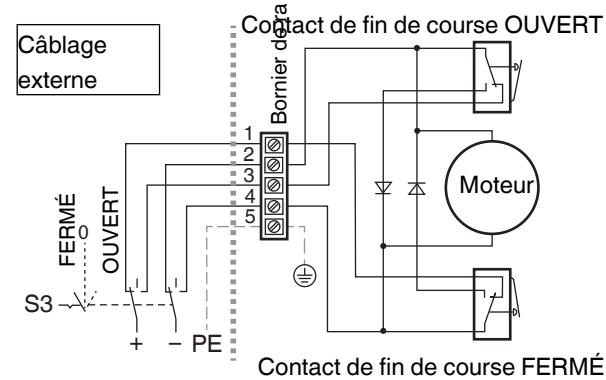 Câblage
externe
Contact de fin de course OUVERT
Bornier de ra
1
2
3
4
5
Moteur
FERMÉ
0
OUVERT
S3
+
–
PE
Contact de fin de course FERMÉ